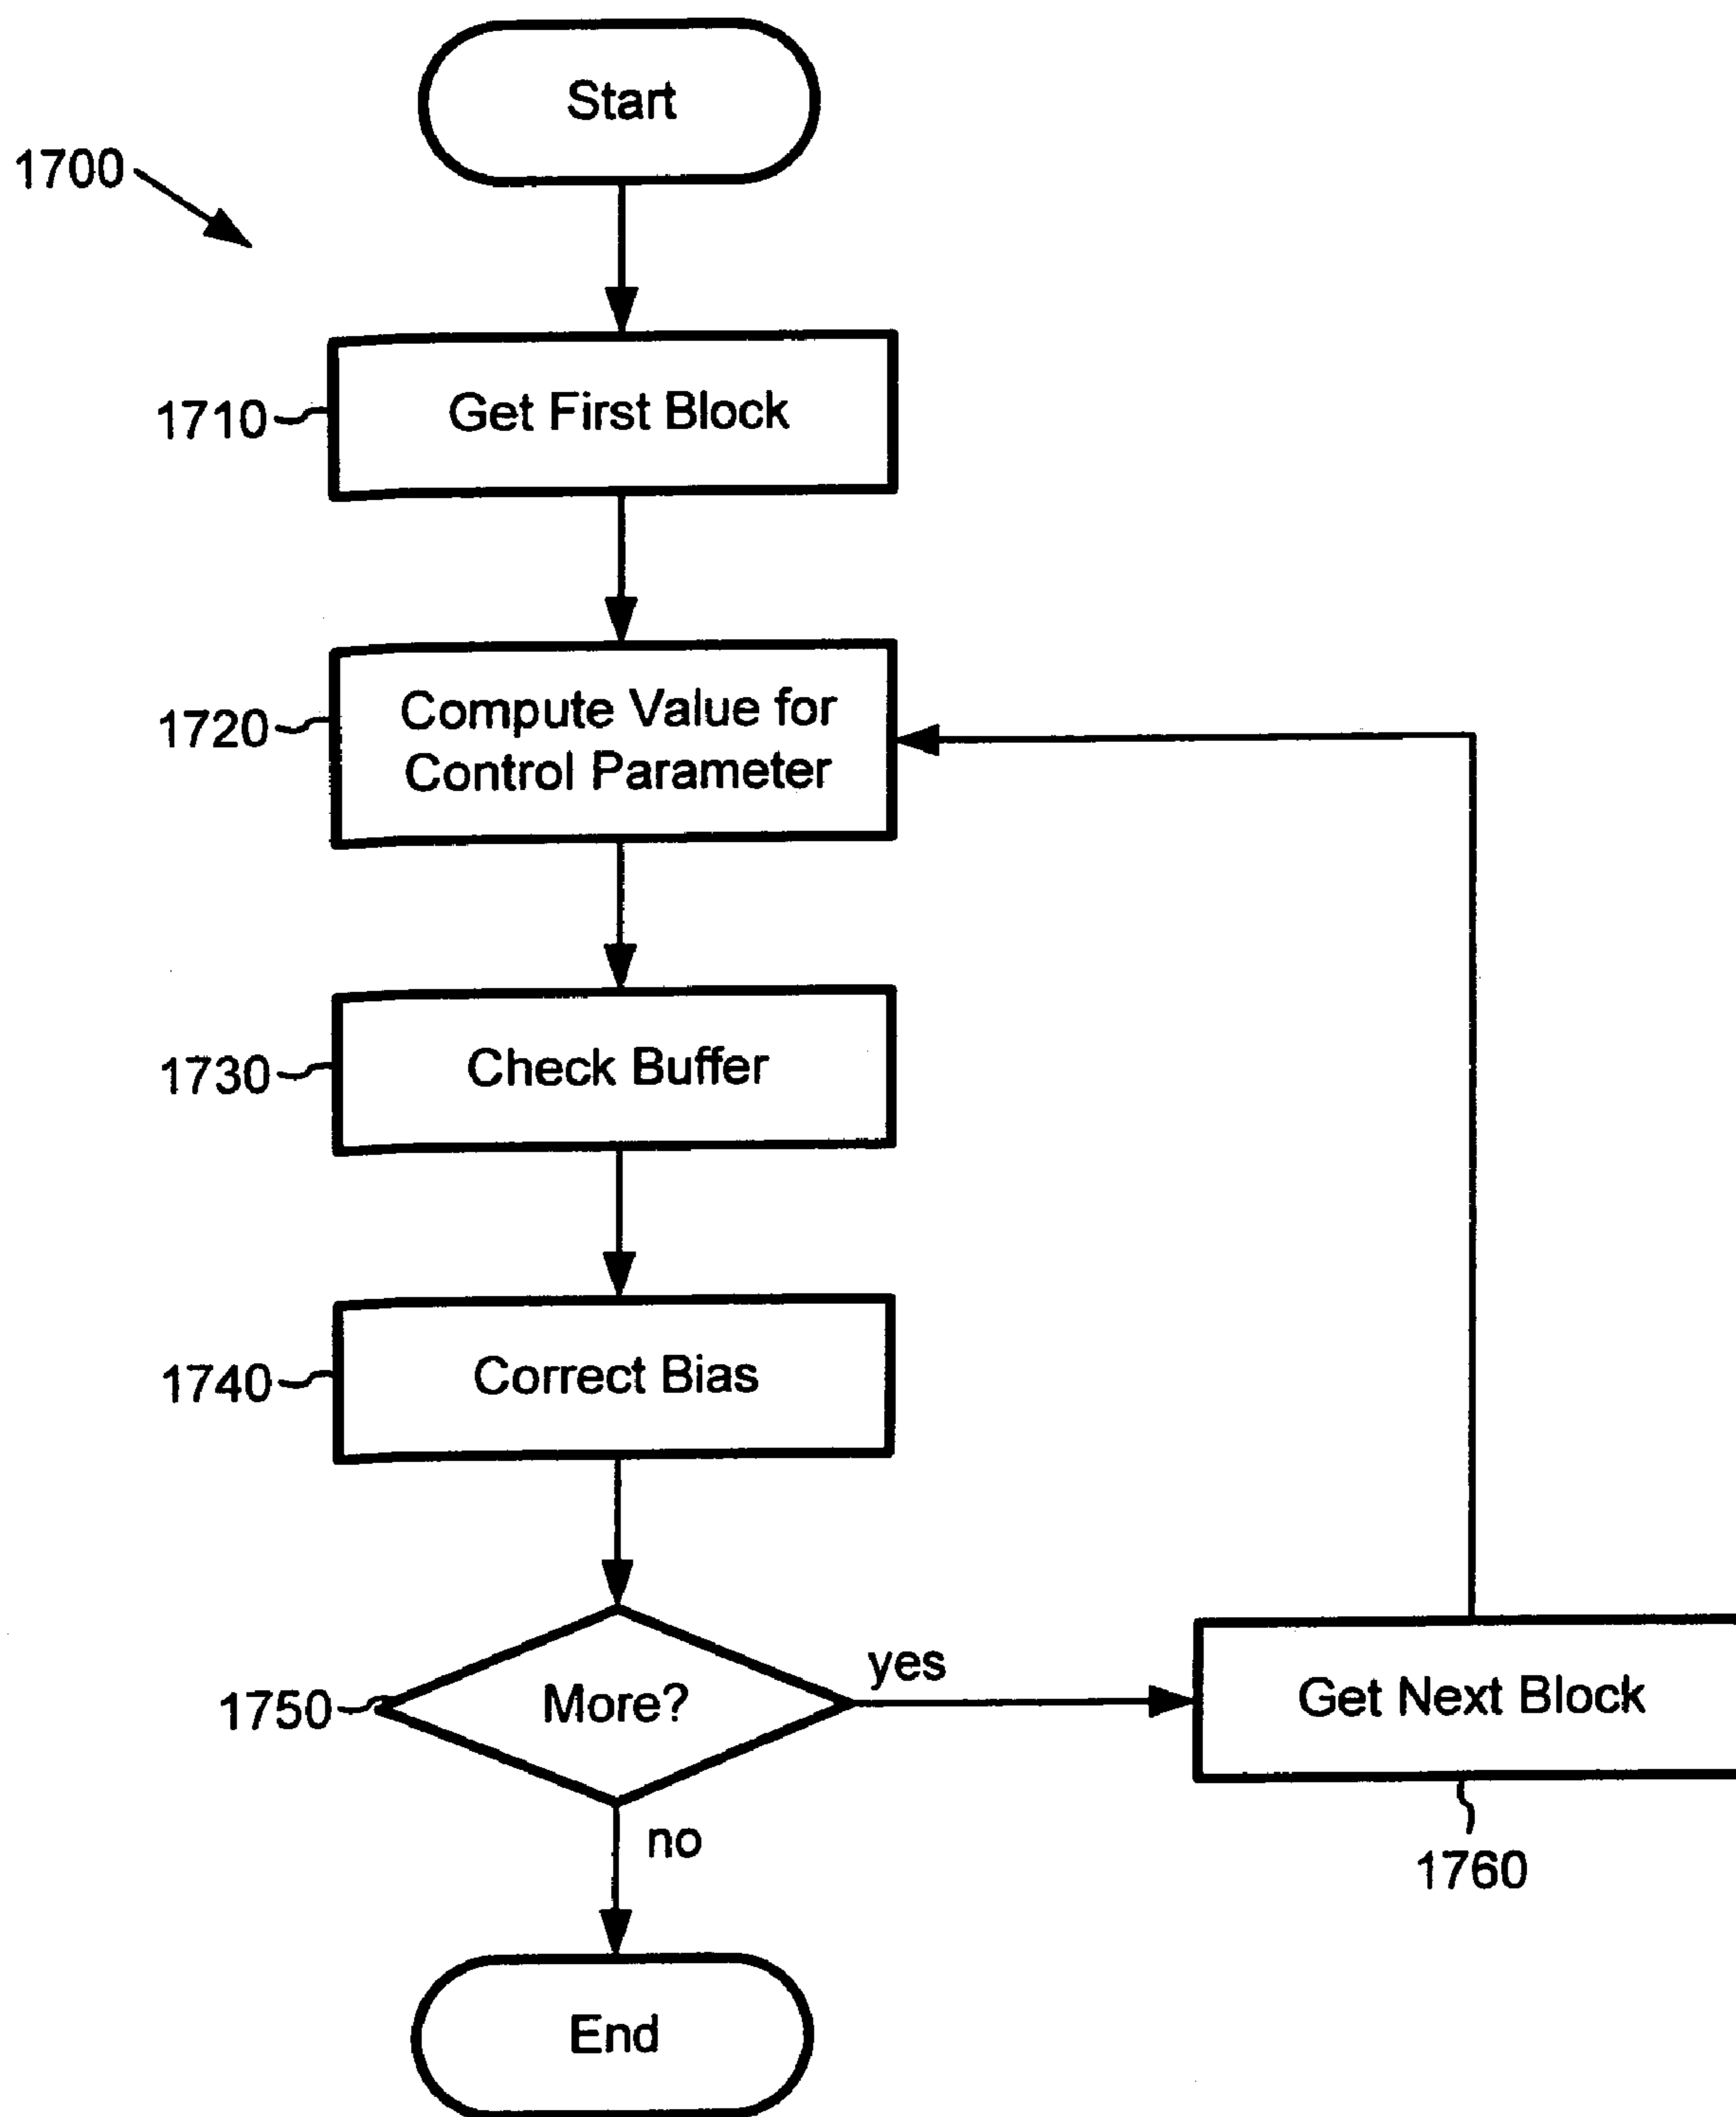 Start
1700
1710
Get First Block
1720
Compute Value for
Control Parameter
1730
Check Buffer
1740
Correct Bias
1750
More?
yes
Get Next Block
1760
no
End